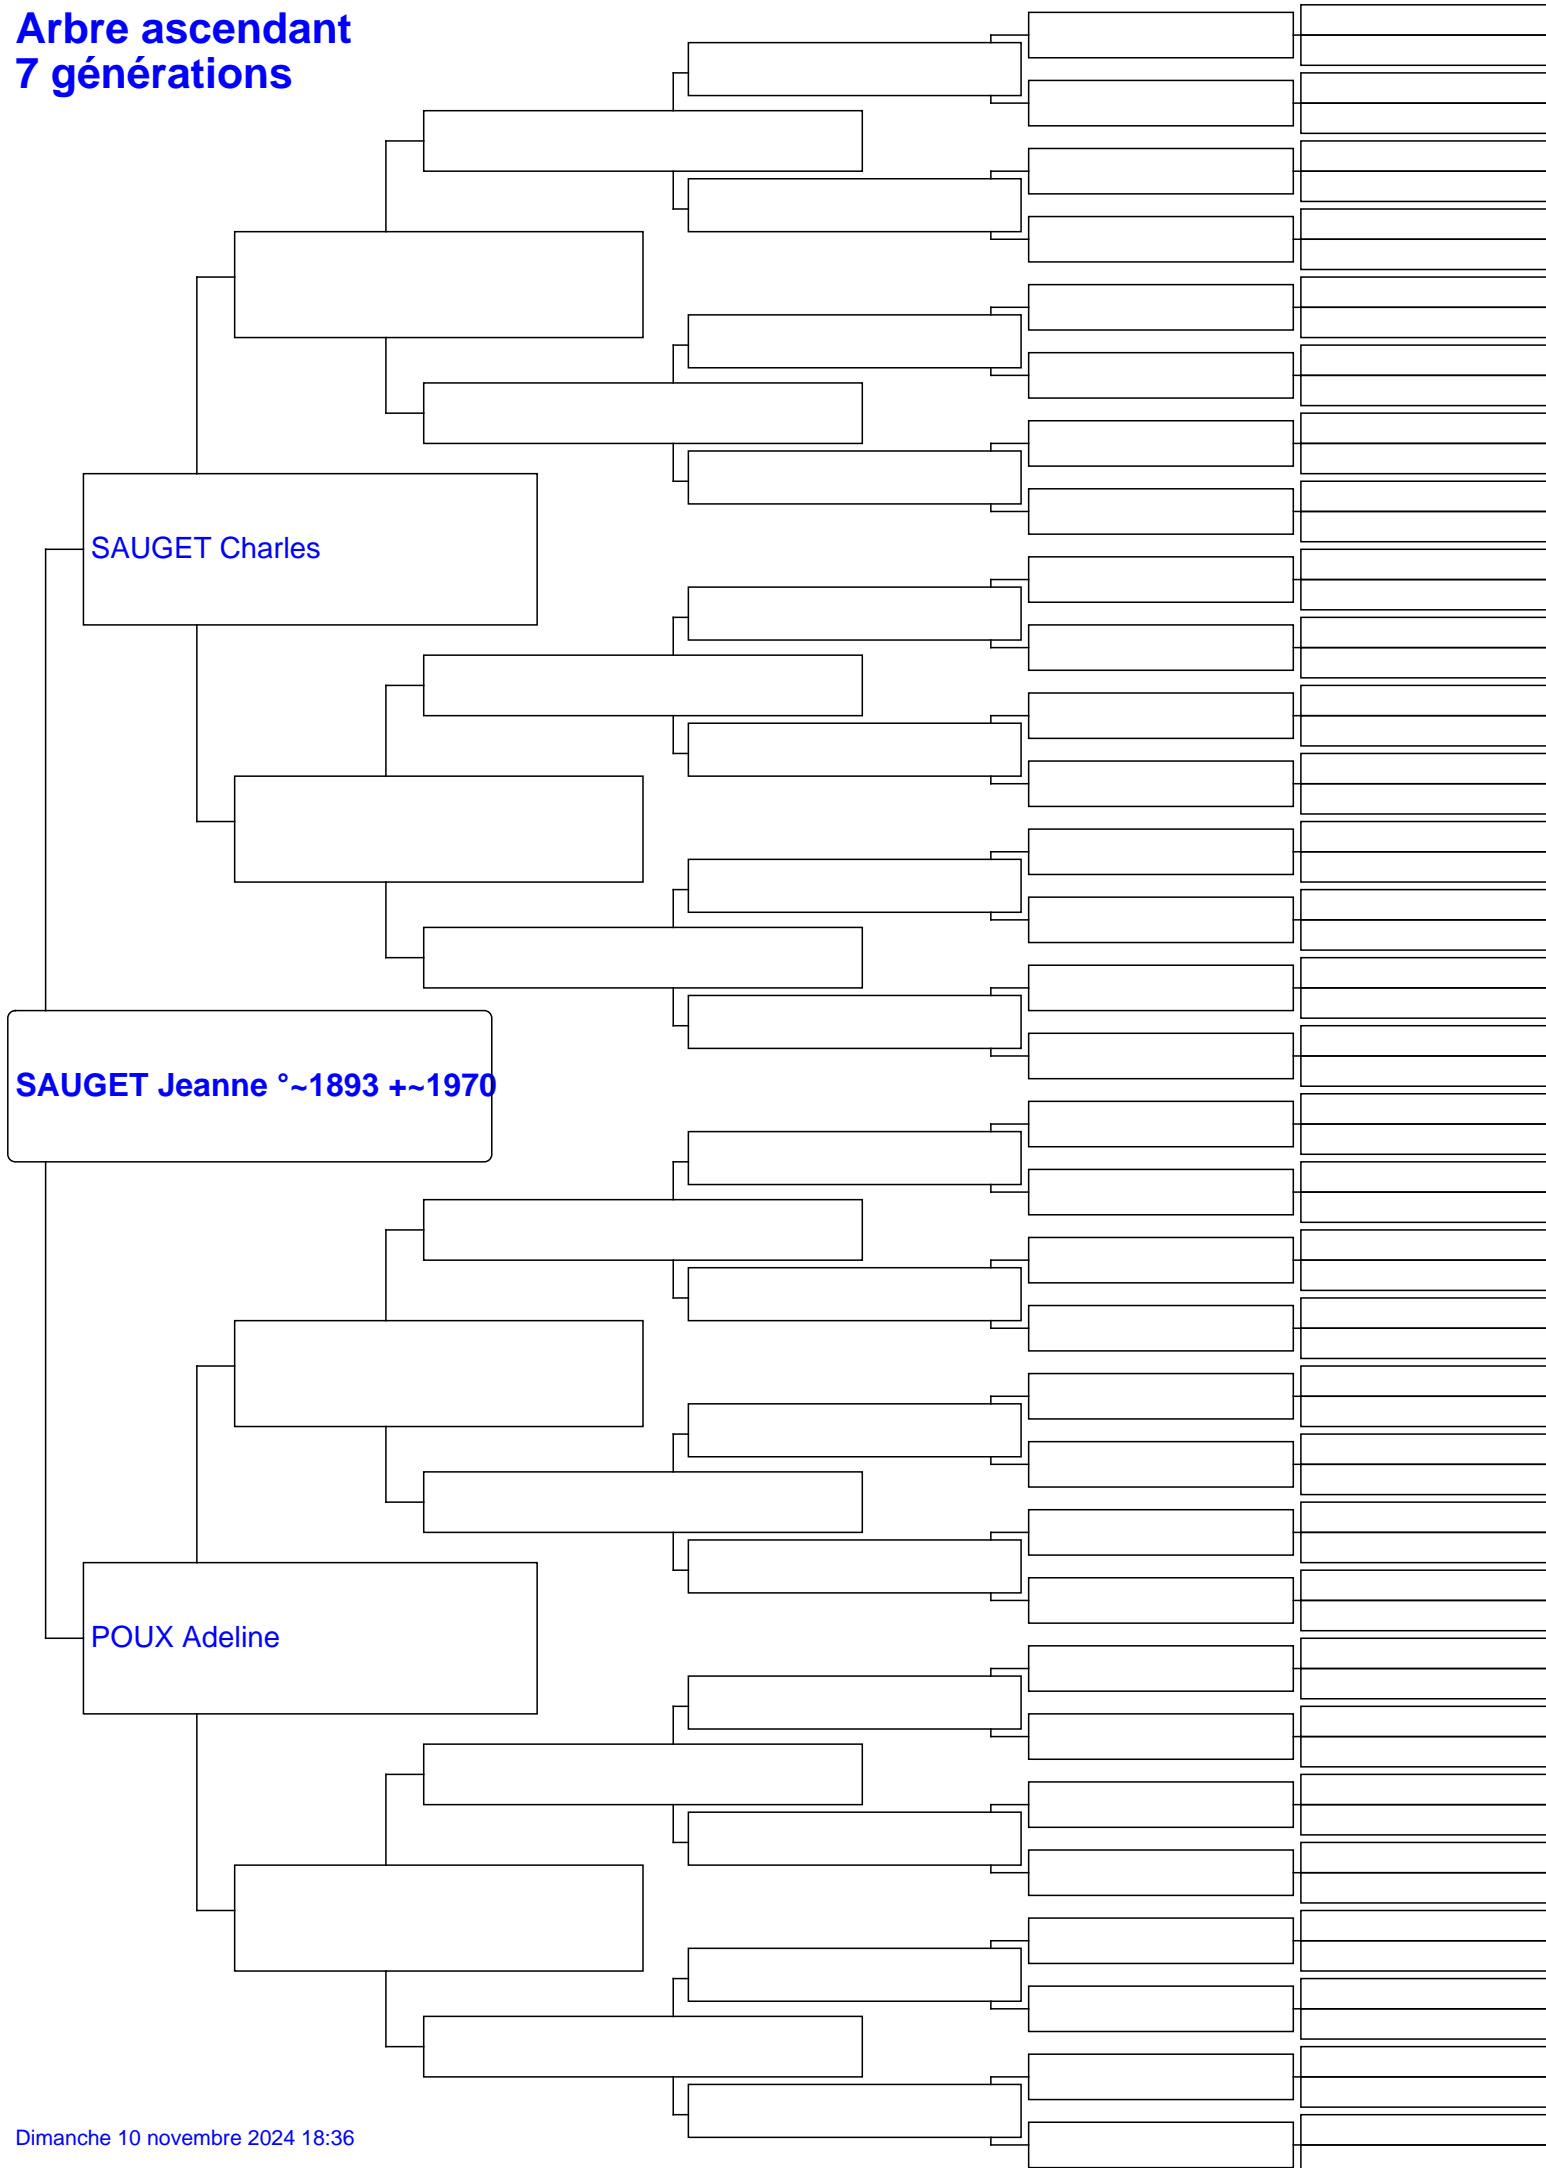 Arbre ascendant
7 générations
SAUGET Charles
SAUGET Jeanne °~1893 +~1970
POUX Adeline
Dimanche 10 novembre 2024 18:36